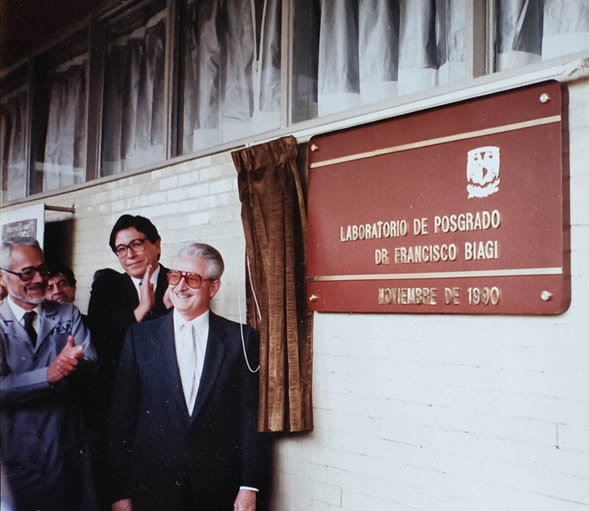 LABORATORIO DE POSGRADO
DR. FRANCISCO BIAGI
NOVIEMBRE DE 1990